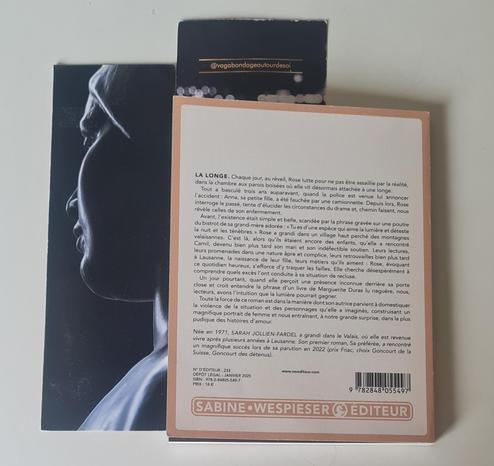 @vagabondageautourdesoi
LA LONGE. Chaque jour, au réveil, Rose lutte pour ne pas être assaillie par la réalité,
dans la chambre aux parois boisées où elle vit désormais attachée à une longe.
Tout a basculé trois ans auparavant, quand la police est venue lui annoncer
l'accident : Anna, sa petite fille, a été fauchée par une camionnette. Depuis lors, Rose
interroge le passé, tente d'élucider les circonstances du drame et, chemin faisant, nous
révèle celles de son enfermement.
Avant, l'existence était simple et belle, scandée par la phrase gravée sur une poutre
du bistrot de sa grand-mère adorée : « Tu es d'une espèce qui aime la lumière et déteste
la nuit et les ténèbres. » Rose a grandi dans un village haut perché des montagnes
valaisannes. C'est là, alors qu'ils étaient encore des enfants, qu'elle a rencontré
Camil, devenu bien plus tard son mari et son indéfectible soutien. Leurs lectures,
leurs promenades dans une nature âpre et complice, leurs retrouvailles bien plus tard
à Lausanne, la naissance de leur fille, leurs métiers qu'ils aiment : Rose, évoquant
ce quotidien heureux, s'efforce d'y traquer les failles. Elle cherche désespérément à
comprendre quels excès l'ont conduite à sa situation de recluse.
Un jour pourtant, quand elle perçoit une présence inconnue derrière sa porte
close et croit entendre la phrase d'un livre de Marguerite Duras lu naguère, nous,
lecteurs, avons l'intuition que la lumière pourrait gagner.
Toute la force de ce roman est dans la manière dont son autrice parvient à domestiquer
la violence de la situation et des personnages qu'elle a imaginés, construisant un
magnifique portrait de femme et nous entraînant, à notre grande surprise, dans la plus
pudique des histoires d'amour.
Née en 1971, SARAH JOLLIEN-FARDEL a grandi dans le Valais, où elle est revenue
vivre après plusieurs années à Lausanne. Son premier roman, Sa préférée, a rencontré
un magnifique succès lors de sa parution en 2022 (prix Fnac, choix Goncourt de la
Suisse, Goncourt des détenus).
N° D'ÉDITEUR : 233
DÉPÔT LÉGAL : JANVIER 2025
ISBN : 978-2-84805-549-7
PRIX : 18 €
www.swediteur.com
9 782848 055497
SABINE•WESPIESER ÉDITEUR